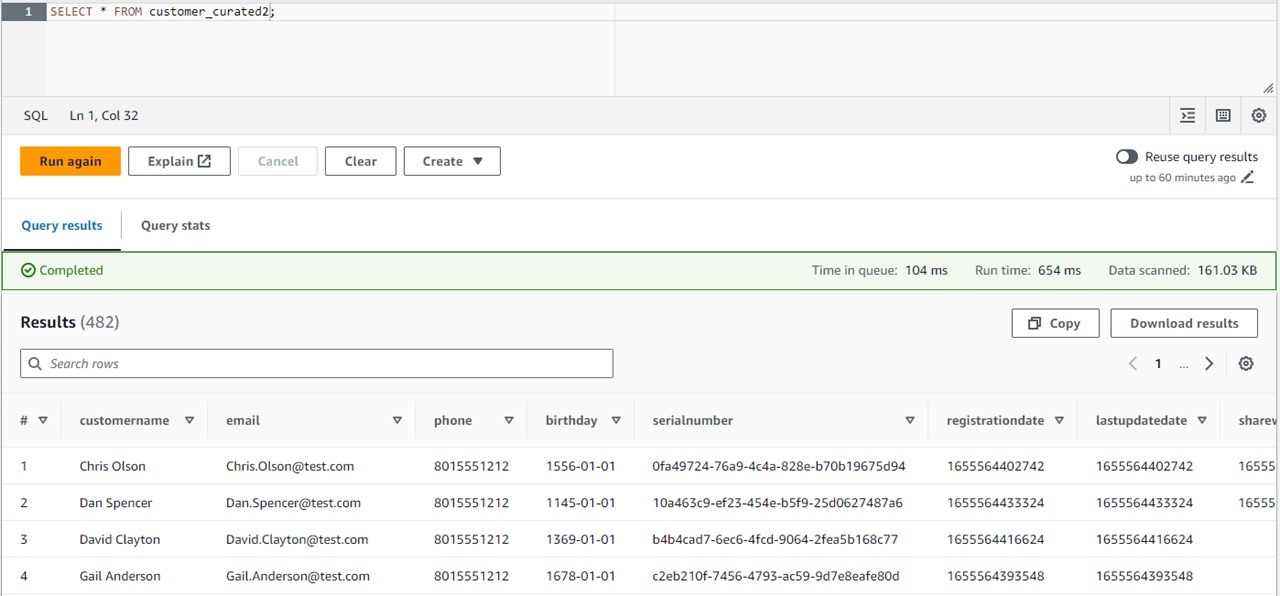 1 SELECT * FROM customer_curated2;
SQL Ln 1, Col 32
Run again Explain Cancel Clear Create Reuse query results
up to 60 minutes ago
Query results Query stats
Completed Time in queue: 104 ms Run time: 654 ms Data scanned: 161.03 KB
Results (482) Copy Download results
Search rows 1 ...
# customername email phone birthday serialnumber registrationdate lastupdatedate
1 Chris Olson Chris.Olson@test.com 8015551212 1556-01-01 0fa49724-76a9-4c4a-828e-b70b19675d94 1655564402742 1655564402742 16555
2 Dan Spencer Dan.Spencer@test.com 8015551212 1145-01-01 10a463c9-ef23-454e-b5f9-25d0627487a6 1655564433324 1655564433324 16555
3 David Clayton David.Clayton@test.com 8015551212 1369-01-01 b4b4cad7-6ec6-4fcd-9064-2fea5b168c77 1655564416624 1655564416624
4 Gail Anderson Gail.Anderson@test.com 8015551212 1678-01-01 c2eb210f-7456-4793-ac59-9d7e8eafe80d 1655564393548 1655564393548